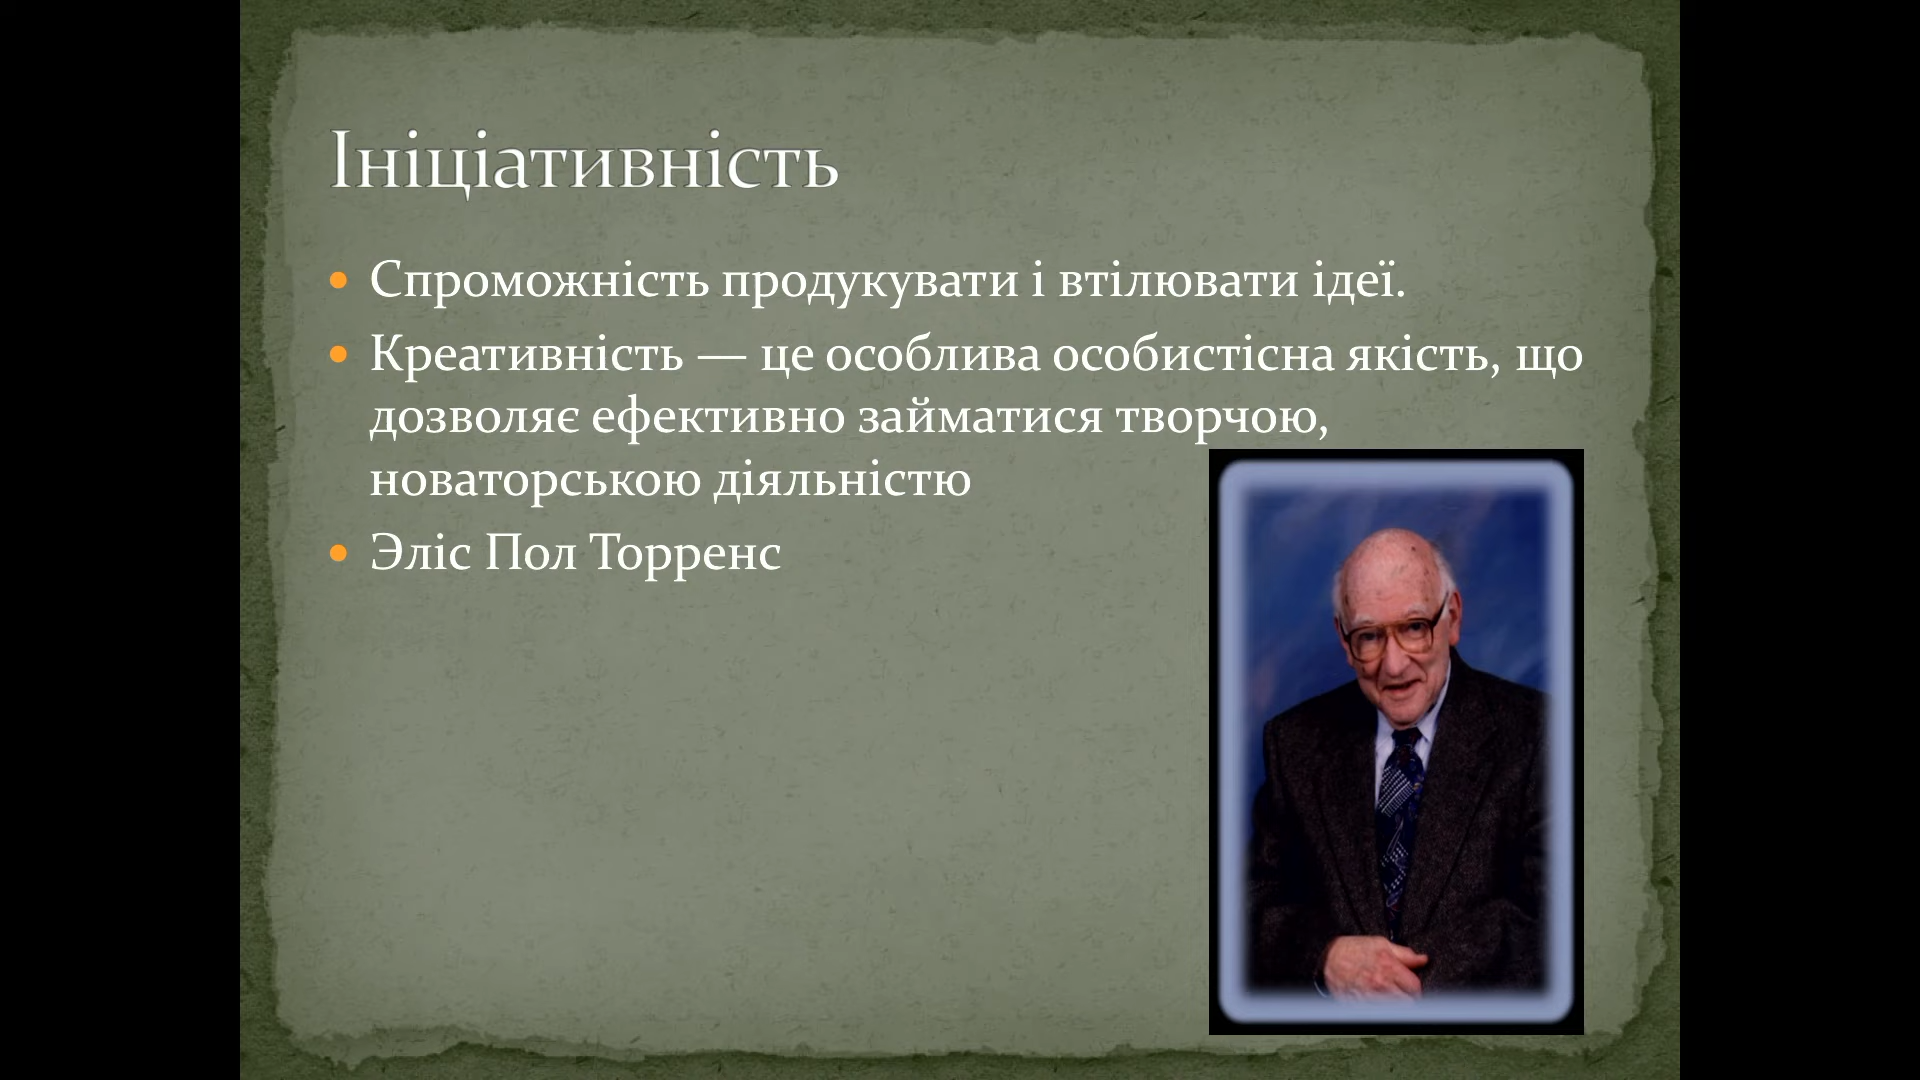 Ініціативність
Спроможність продукувати і втілювати ідеї.
Креативність — це особлива особистісна якість, що
дозволяє ефективно займатися творчою,
новаторською діяльністю
Эліс Пол Торренс